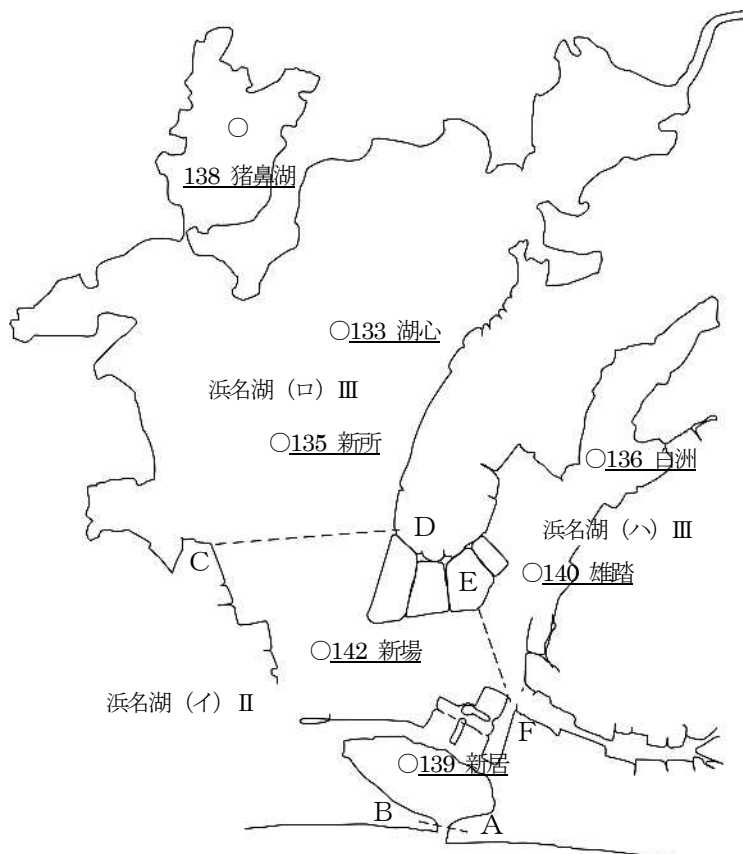 138 猪鼻湖
○133 湖心
浜名湖（ロ）Ⅲ
○135 新所
○136 白洲
D
浜名湖（ハ）Ⅲ
C
E
○140 雄踏
○142 新場
浜名湖（イ）Ⅱ
F
○139 新居
B
A